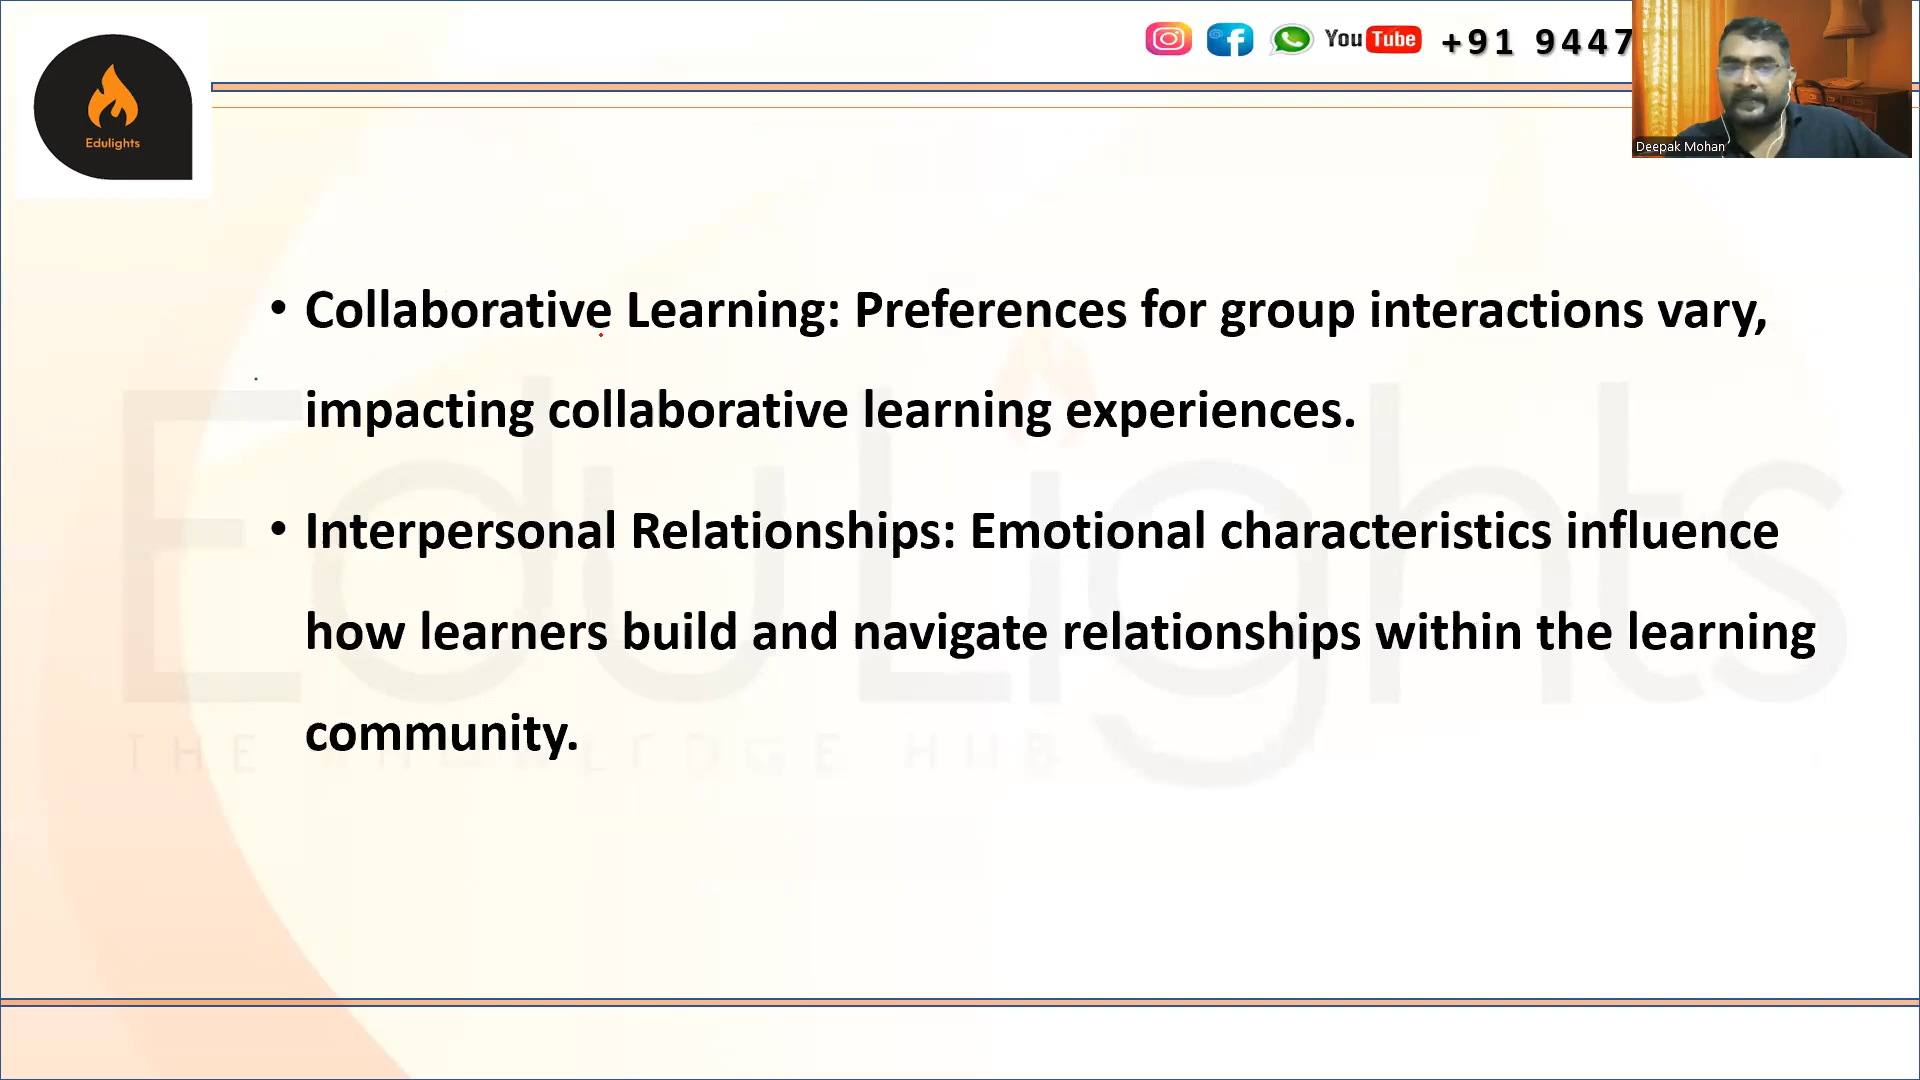 You Tube +91 9447
Edulights
Deepak Mohan
• Collaborative Learning: Preferences for group interactions vary,
impacting collaborative learning experiences.
• Interpersonal Relationships: Emotional characteristics influence
how learners build and navigate relationships within the learning
community.
EduLights
THE KNOWLEDGE HUB